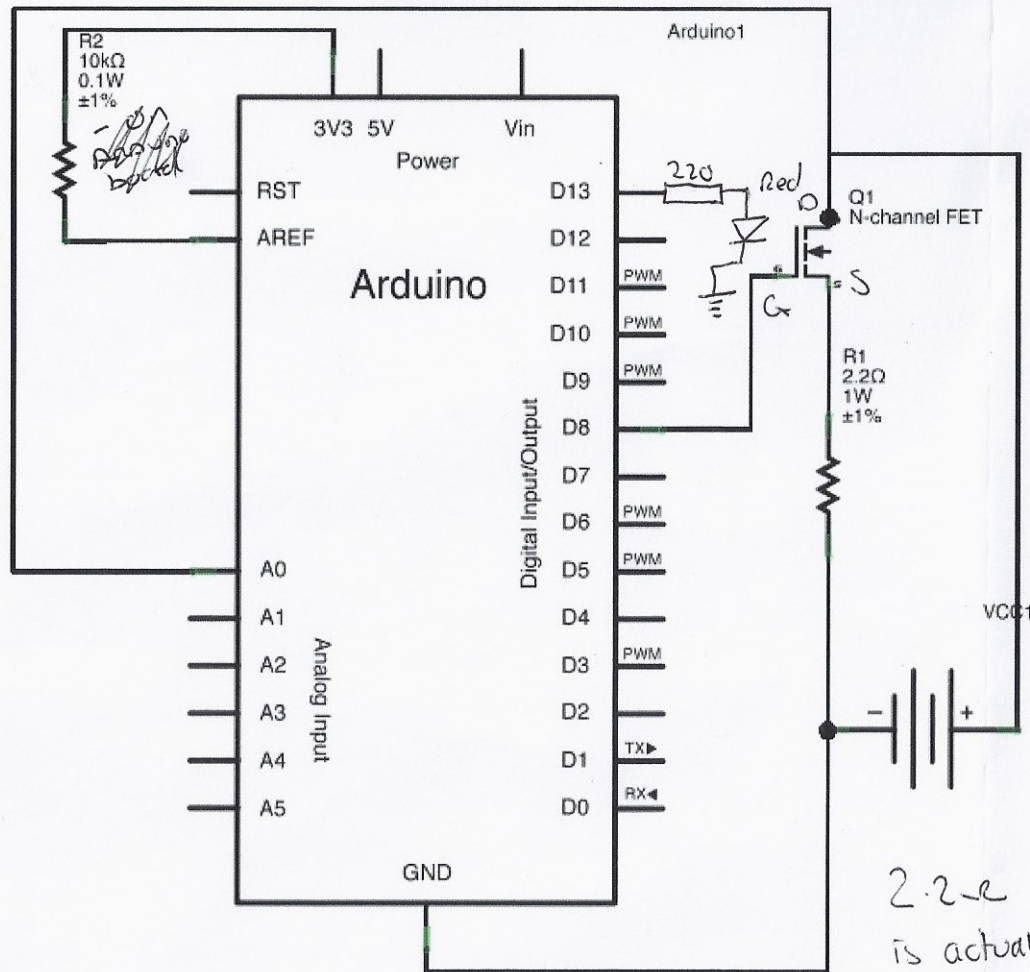 Arduino1
R2
10kΩ
0.1W
±1%
3V3 5V Vin
Power
RST
AREF
Arduino
D13
D12
D11 PWM
D10 PWM
D9 PWM
D8
D7
D6 PWM
D5 PWM
D4
D3 PWM
D2
D1 TX
D0 RX
Digital Input/Output
A0
A1
A2
A3
A4
A5
Analog Input
GND
220
Red
D
G
S
Q1
N-channel FET
R1
2.2Ω
1W
±1%
VCC1
- +
2.2
is actual